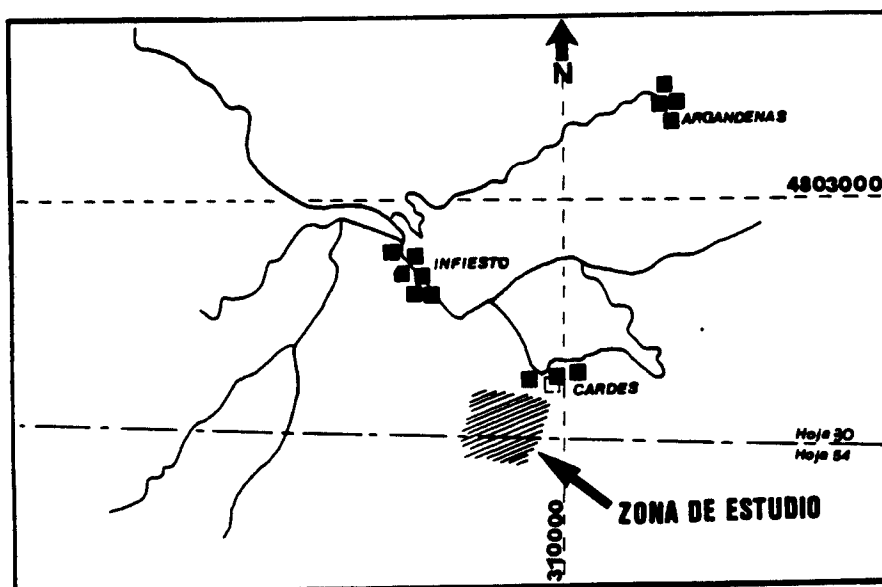 N
ARGANDENAS
4803000
INFIESTO
CARDES
Hoja 30
Hoja 54
ZONA DE ESTUDIO
310000